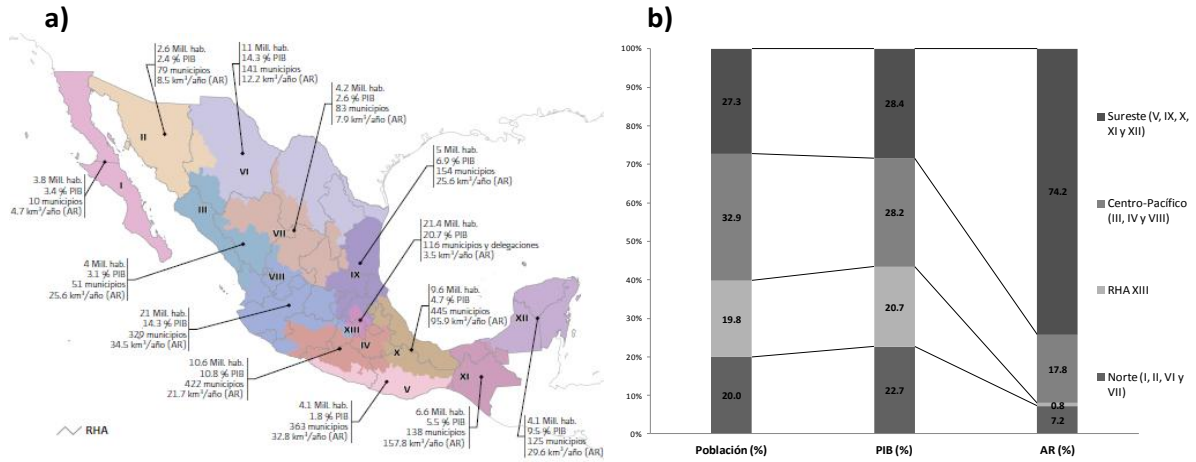 a)
2.6 Mill. hab.
2.4 % PIB
79 municipios
8.5 km³/año (AR)
11 Mill. hab.
14.3 % PIB
141 municipios
12.2 km³/año (AR)
4.2 Mill. hab.
2.6 % PIB
83 municipios
7.9 km³/año (AR)
5 Mill. hab.
6.9 % PIB
154 municipios
25.6 km³/año (AR)
3.8 Mill. hab.
3.4 % PIB
10 municipios
4.7 km³/año (AR)
21.4 Mill. hab.
20.7 % PIB
116 municipios y delegaciones
3.5 km³/año (AR)
4 Mill. hab.
3.1 % PIB
51 municipios
25.6 km³/año (AR)
9.6 Mill. hab.
4.7 % PIB
445 municipios
95.9 km³/año (AR)
21 Mill. hab.
14.3 % PIB
329 municipios
34.5 km³/año (AR)
10.6 Mill. hab.
10.8 % PIB
422 municipios
21.7 km³/año (AR)
4.1 Mill. hab.
1.8 % PIB
363 municipios
32.8 km³/año (AR)
6.6 Mill. hab.
5.5 % PIB
138 municipios
157.8 km³/año (AR)
4.1 Mill. hab.
9.5 % PIB
125 municipios
29.6 km³/año (AR)
I
II
VI
III
VII
VIII
IX
XIII
IV
X
V
XI
XII
RHA
b)
100%
90%
80%
70%
60%
50%
40%
30%
20%
10%
0%
27.3
32.9
19.8
20.0
28.4
28.2
20.7
22.7
74.2
17.8
0.8
7.2
Población (%)
PIB (%)
AR (%)
Sureste (V, IX, X,
XI y XII)
Centro-Pacífico
(III, IV y VIII)
RHA XIII
Norte (I, II, VI y
VII)